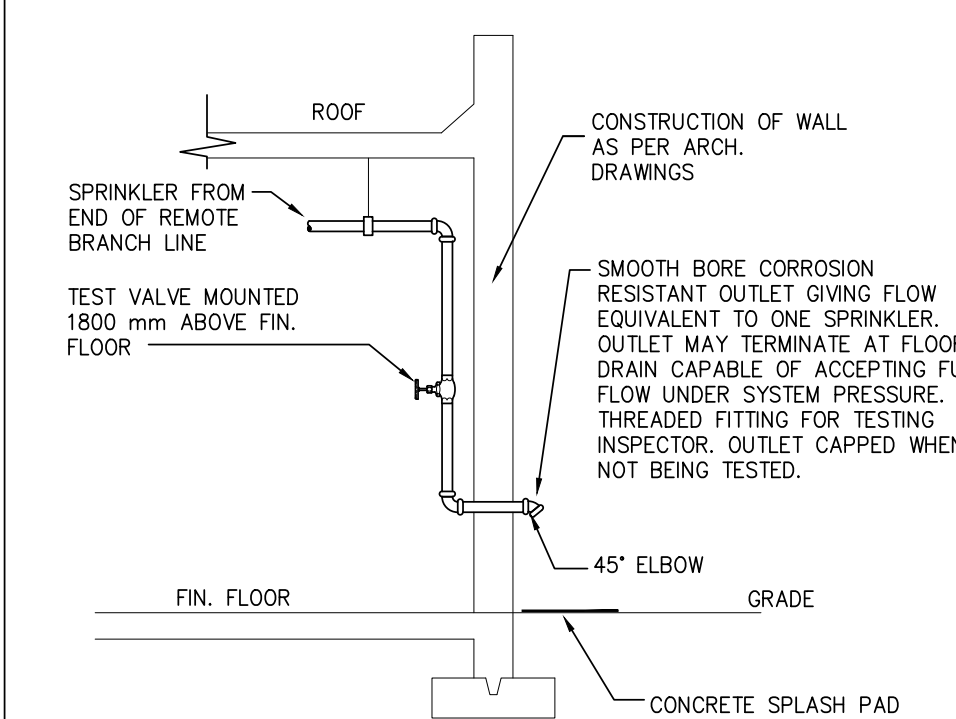 ROOF
CONSTRUCTION OF WALL
AS PER ARCH.
DRAWINGS
SPRINKLER FROM
END OF REMOTE
BRANCH LINE
TEST VALVE MOUNTED
1800 mm ABOVE FIN.
FLOOR
SMOOTH BORE CORROSION
RESISTANT OUTLET GIVING FLOW
EQUIVALENT TO ONE SPRINKLER.
OUTLET MAY TERMINATE AT FLOOR
DRAIN CAPABLE OF ACCEPTING FU
FLOW UNDER SYSTEM PRESSURE.
THREADED FITTING FOR TESTING
INSPECTOR. OUTLET CAPPED WHEN
NOT BEING TESTED.
45° ELBOW
FIN. FLOOR
GRADE
CONCRETE SPLASH PAD